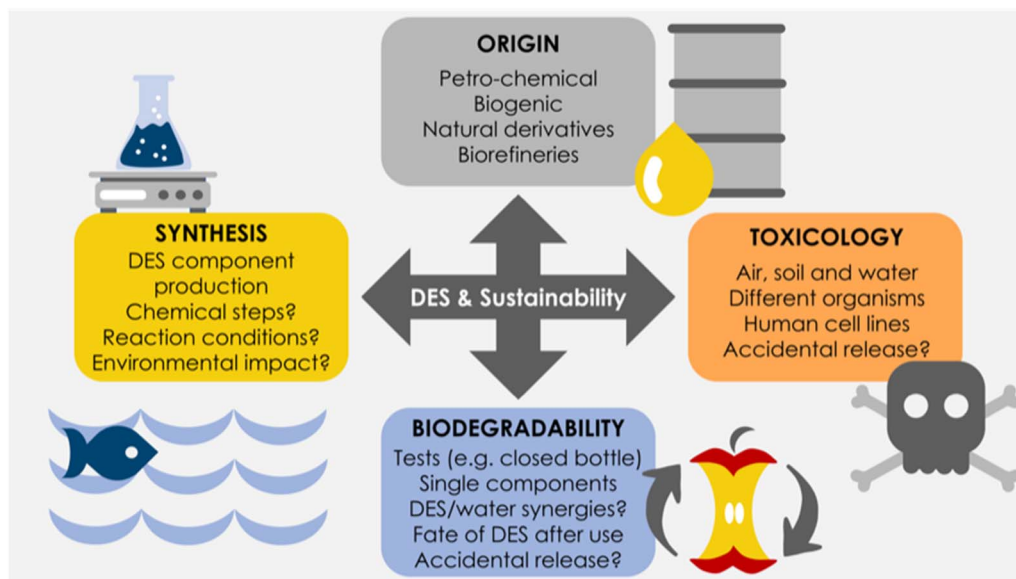 ORIGIN
Petro-chemical
Biogenic
Natural derivatives
Biorefineries
SYNTHESIS
DES component
production
Chemical steps?
Reaction conditions?
Environmental impact?
DES & Sustainability
TOXICOLOGY
Air, soil and water
Different organisms
Human cell lines
Accidental release?
BIODEGRADABILITY
Tests (e.g. closed bottle)
Single components
DES/water synergies?
Fate of DES after use
Accidental release?